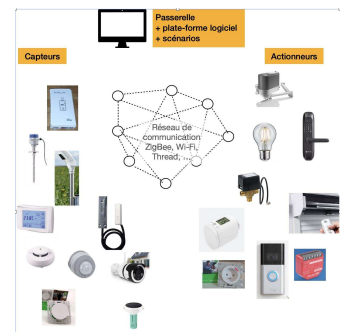 Passerelle
+ plate-forme logiciel
+ scénarios
Capteurs
Actionneurs
Réseau de
communication
ZigBee, Wi-Fi,
Thread, ...